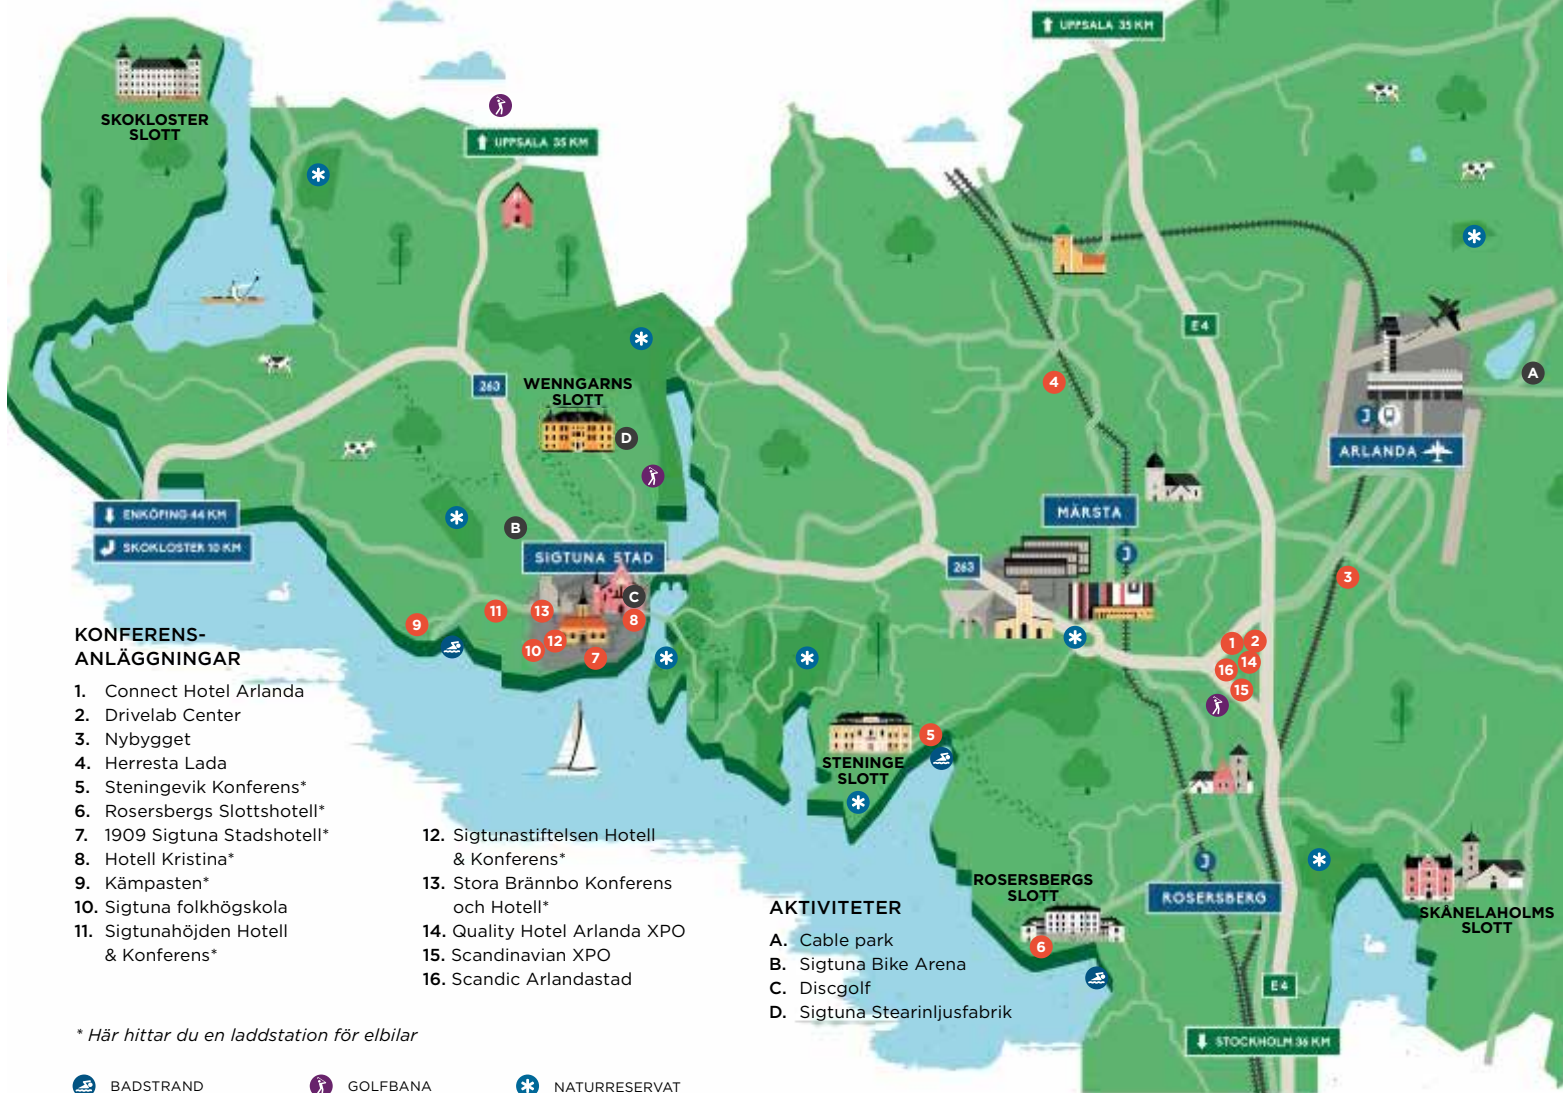 UPPSALA 35 KM
SKOKLOSTER
SLOTT
UPPSALA 35 KM
E4
263
WENNGARNS
SLOTT
D
A
J
ARLANDA
4
ENKÖPING 44 KM
SKOKLOSTER 10 KM
B
SIGTUNA STAD
MÄRSTA
J
263
3
C
9
11
13
8
12
10
7
1
2
16
14
15
5
STENINGE
SLOTT
J
ROSERSBERG
ROSERSBERGS
SLOTT
6
SKÅNELAHOLMS
SLOTT
E4
STOCKHOLM 36 KM
KONFERENS-
ANLÄGGNINGAR
1. Connect Hotel Arlanda
2. Drivelab Center
3. Nybygget
4. Herresta Lada
5. Steningevik Konferens*
6. Rosersbergs Slottshotell*
7. 1909 Sigtuna Stadshotell*
8. Hotell Kristina*
9. Kämpasten*
10. Sigtuna folkhögskola
11. Sigtunahöjden Hotell
& Konferens*
12. Sigtunastiftelsen Hotell
& Konferens*
13. Stora Brännbo Konferens
och Hotell*
14. Quality Hotel Arlanda XPO
15. Scandinavian XPO
16. Scandic Arlandastad
AKTIVITETER
A. Cable park
B. Sigtuna Bike Arena
C. Discgolf
D. Sigtuna Stearinljusfabrik
* Här hittar du en laddstation för elbilar
BADSTRAND
GOLFBANA
NATURRESERVAT